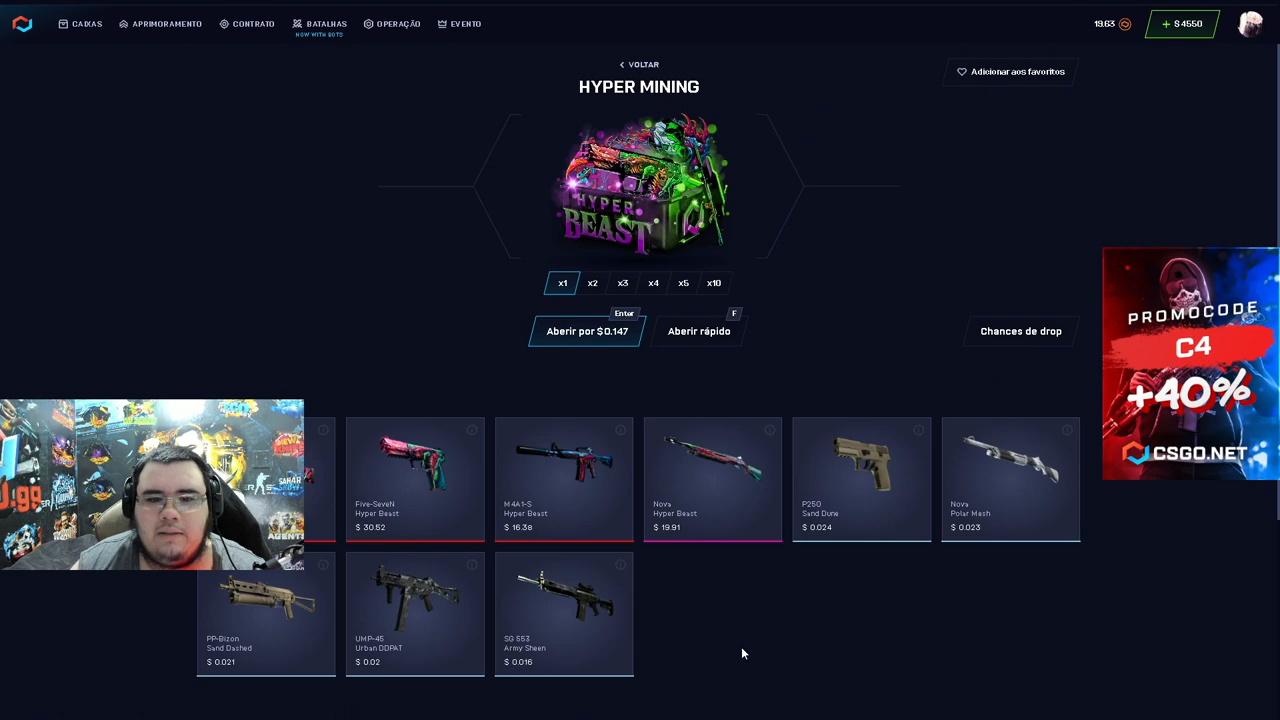 CAIXAS
APRIMORAMENTO
CONTRATO
BATALHAS
NOW WITH BOTS
OPERAÇÃO
EVENTO
19.63
+ $ 4550
< VOLTAR
HYPER MINING
Adicionar aos favoritos
HYPER
BEAST
x1 x2 x3 x4 x5 x10
Enter
F
Aberir por $0.147
Aberir rápido
Chances de drop
PROMOCODE
C4
+40%
CSGO.NET
Five-SeveN
Hyper Beast
$ 30.52
M4A1-S
Hyper Beast
$ 16.38
Nova
Hyper Beast
$ 19.91
P250
Sand Dune
$ 0.024
Nova
Polar Mesh
$ 0.023
PP-Bizon
Sand Dashed
$ 0.021
UMP-45
Urban DDPAT
$ 0.02
SG 553
Army Sheen
$ 0.016